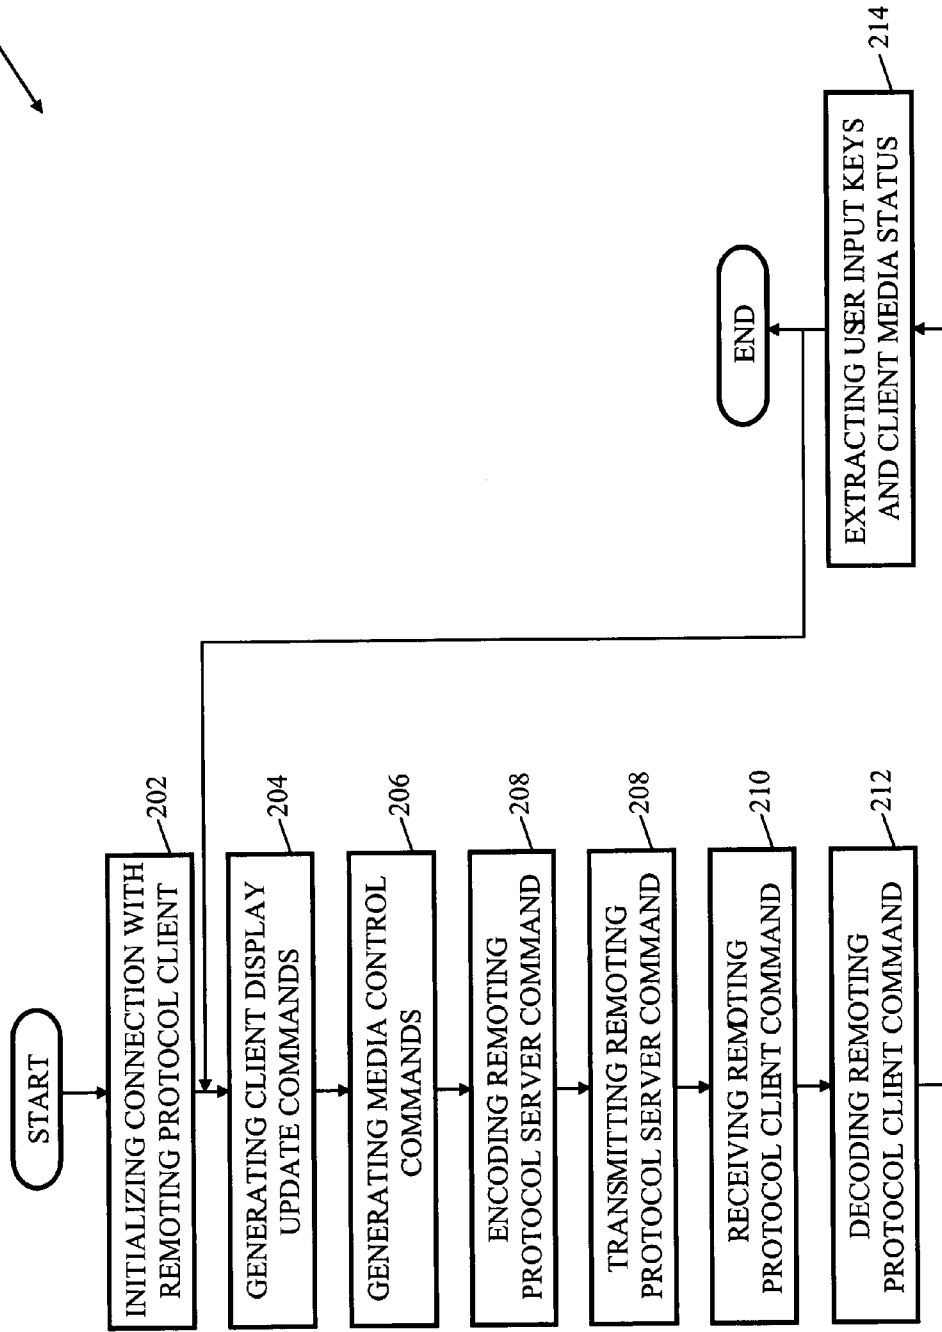 START
INITIALIZING CONNECTION WITH
REMOTING PROTOCOL CLIENT
202
GENERATING CLIENT DISPLAY
UPDATE COMMANDS
204
GENERATING MEDIA CONTROL
COMMANDS
206
ENCODING REMOTING
PROTOCOL SERVER COMMAND
208
TRANSMITTING REMOTING
PROTOCOL SERVER COMMAND
208
RECEIVING REMOTING
PROTOCOL CLIENT COMMAND
210
DECODING REMOTING
PROTOCOL CLIENT COMMAND
212
EXTRACTING USER INPUT KEYS
AND CLIENT MEDIA STATUS
214
END